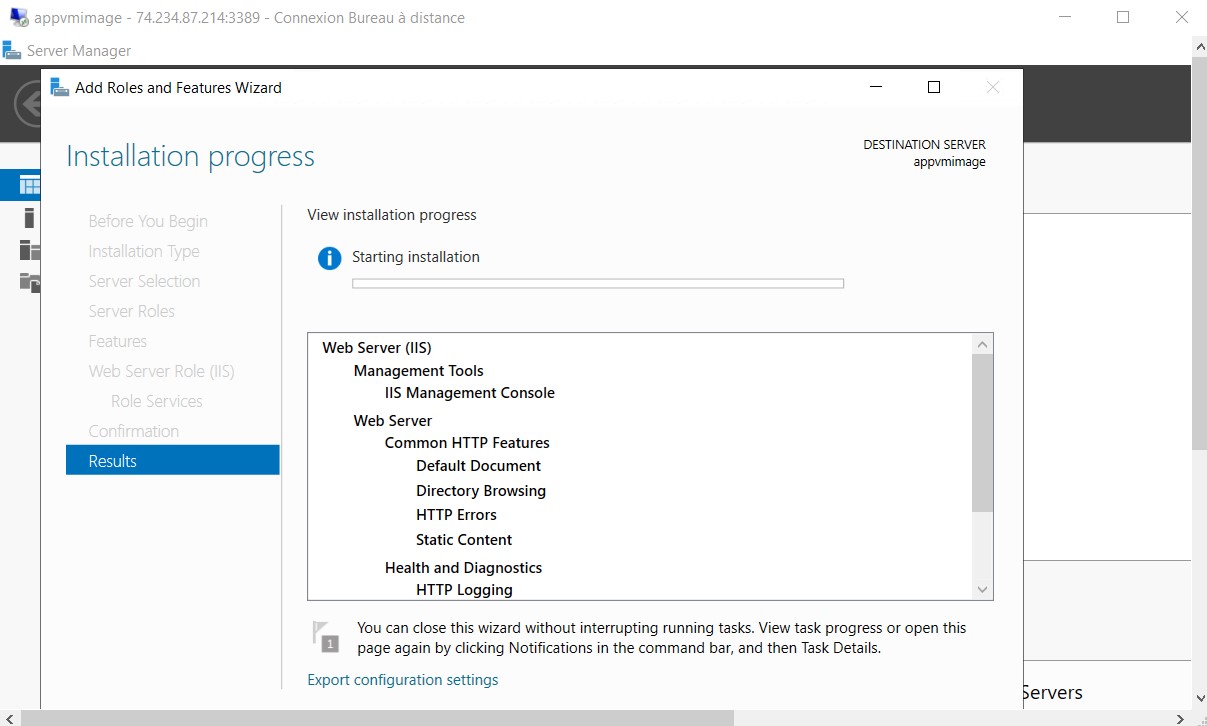 appvmimage - 74.234.87.214:3389 - Connexion Bureau à distance
Server Manager
Add Roles and Features Wizard
Installation progress
DESTINATION SERVER
appvmimage
Before You Begin
Installation Type
Server Selection
Server Roles
Features
Web Server Role (IIS)
Role Services
Confirmation
Results
View installation progress
Starting installation
Web Server (IIS)
Management Tools
IIS Management Console
Web Server
Common HTTP Features
Default Document
Directory Browsing
HTTP Errors
Static Content
Health and Diagnostics
HTTP Logging
1
You can close this wizard without interrupting running tasks. View task progress or open this
page again by clicking Notifications in the command bar, and then Task Details.
Export configuration settings
Servers